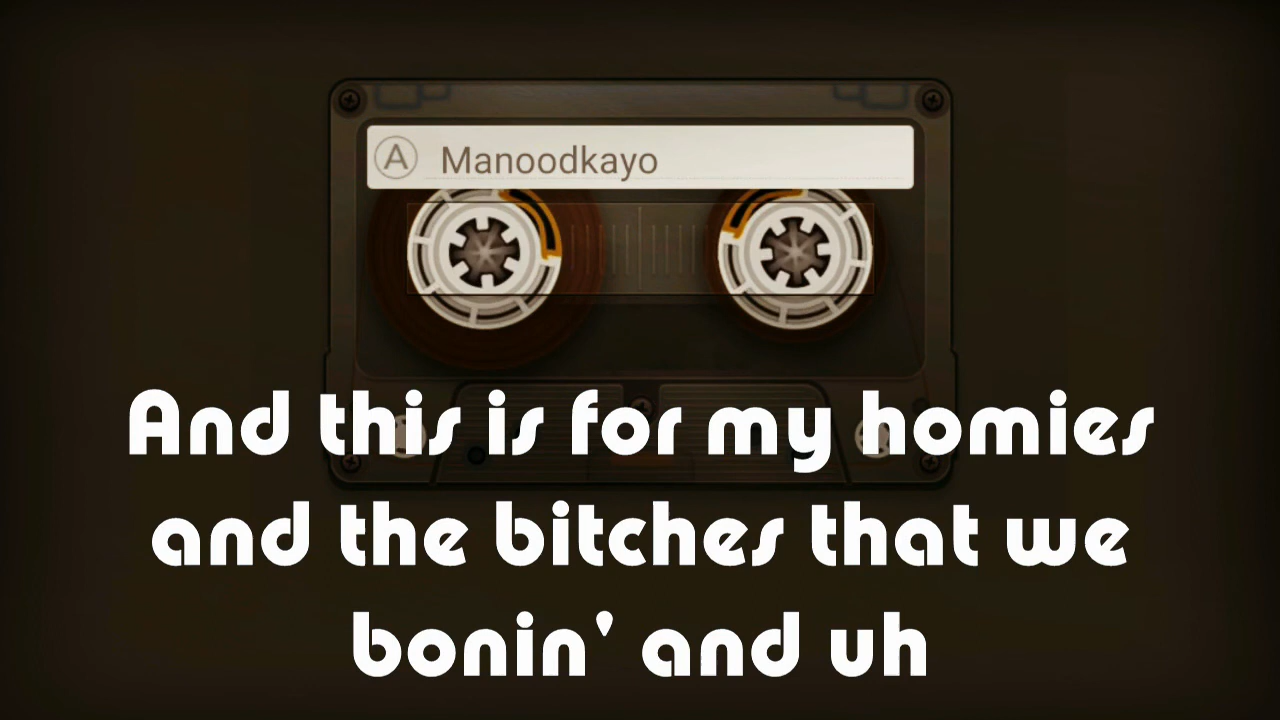 A Manoodkayo
And this is for my homies
and the bitches that we
bonin' and uh